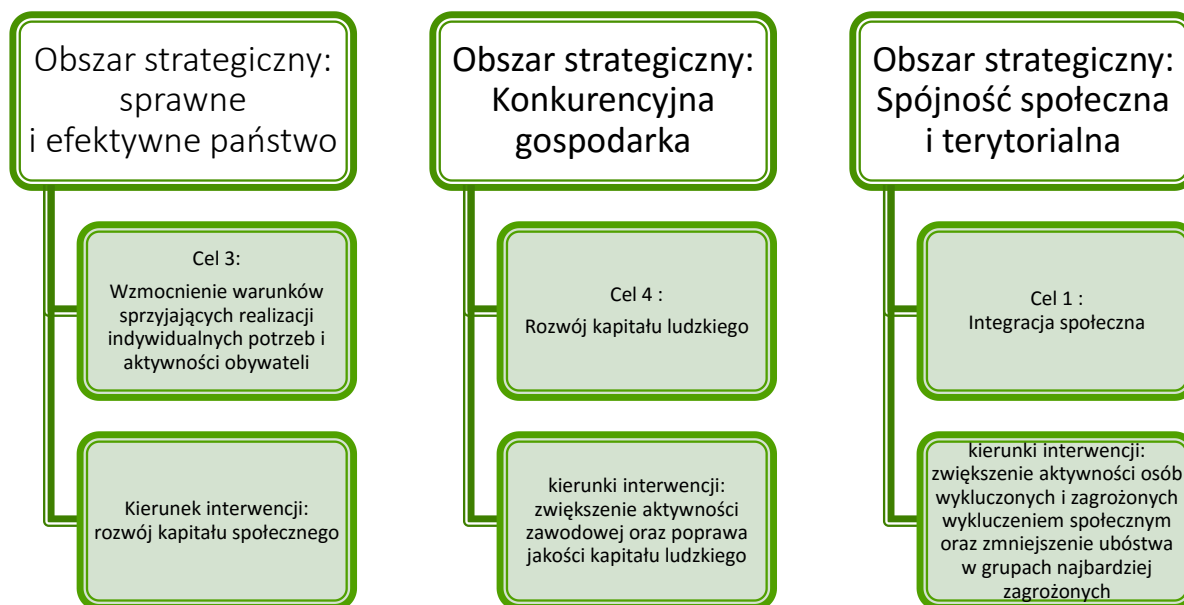 Obszar strategiczny:
sprawne
i efektywne państwo
Cel 3:
Wzmocnienie warunków
sprzyjających realizacji
indywidualnych potrzeb i
aktywności obywateli
Kierunek interwencji:
rozwój kapitału społecznego
Obszar strategiczny:
Konkurencyjna
gospodarka
Cel 4 :
Rozwój kapitału ludzkiego
kierunki interwencji:
zwiększenie aktywności
zawodowej oraz poprawa
jakości kapitału ludzkiego
Obszar strategiczny:
Spójność społeczna
i terytorialna
Cel 1 :
Integracja społeczna
kierunki interwencji:
zwiększenie aktywności osób
wykluczonych i zagrożonych
wykluczeniem społecznym
oraz zmniejszenie ubóstwa
w grupach najbardziej
zagrożonych